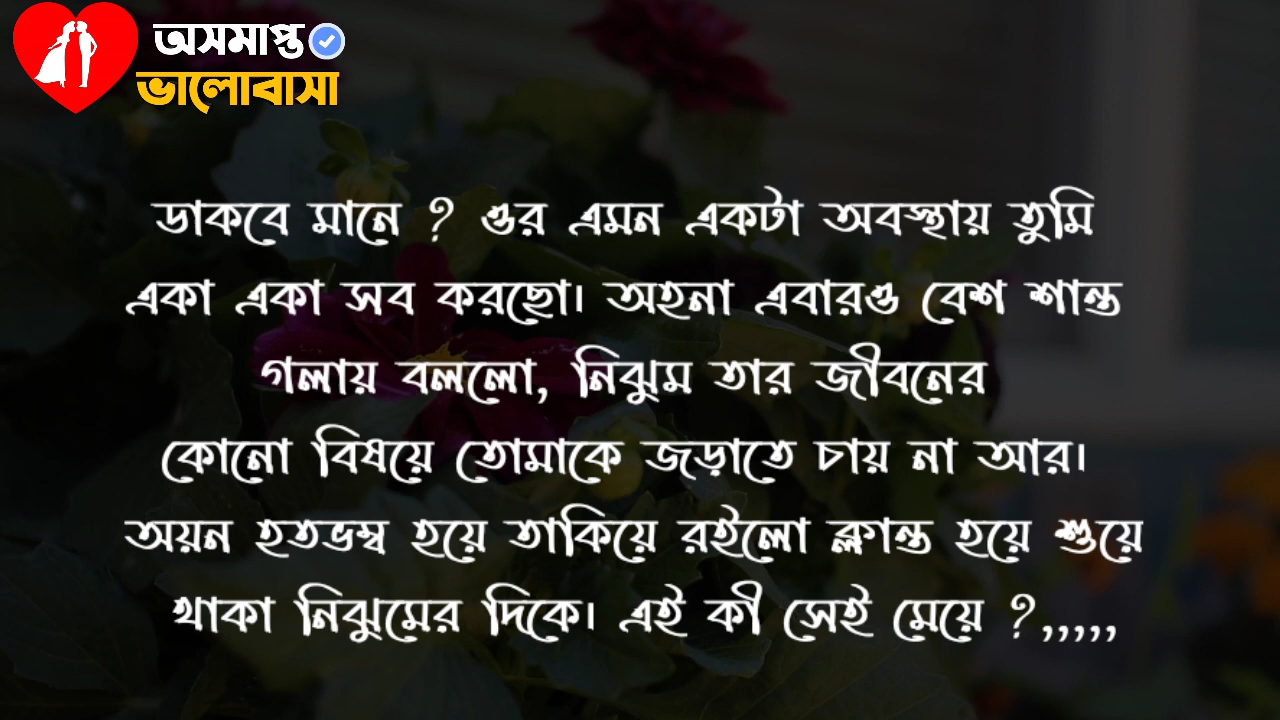 অসমাপ্ত
ভালোবাসা
ডাকবে মানে ? ওর এমন একটা অবস্থায় তুমি
একা একা সব করছো। অহনা এবারও বেশ শান্ত
গলায় বললো, নিঝুম তার জীবনের
কোনো বিষয়ে তোমাকে জড়াতে চায় না আর।
অয়ন হতভম্ব হয়ে তাকিয়ে রইলো ক্লান্ত হয়ে শুয়ে
থাকা নিঝুমের দিকে। এই কী সেই মেয়ে ?,,,,,